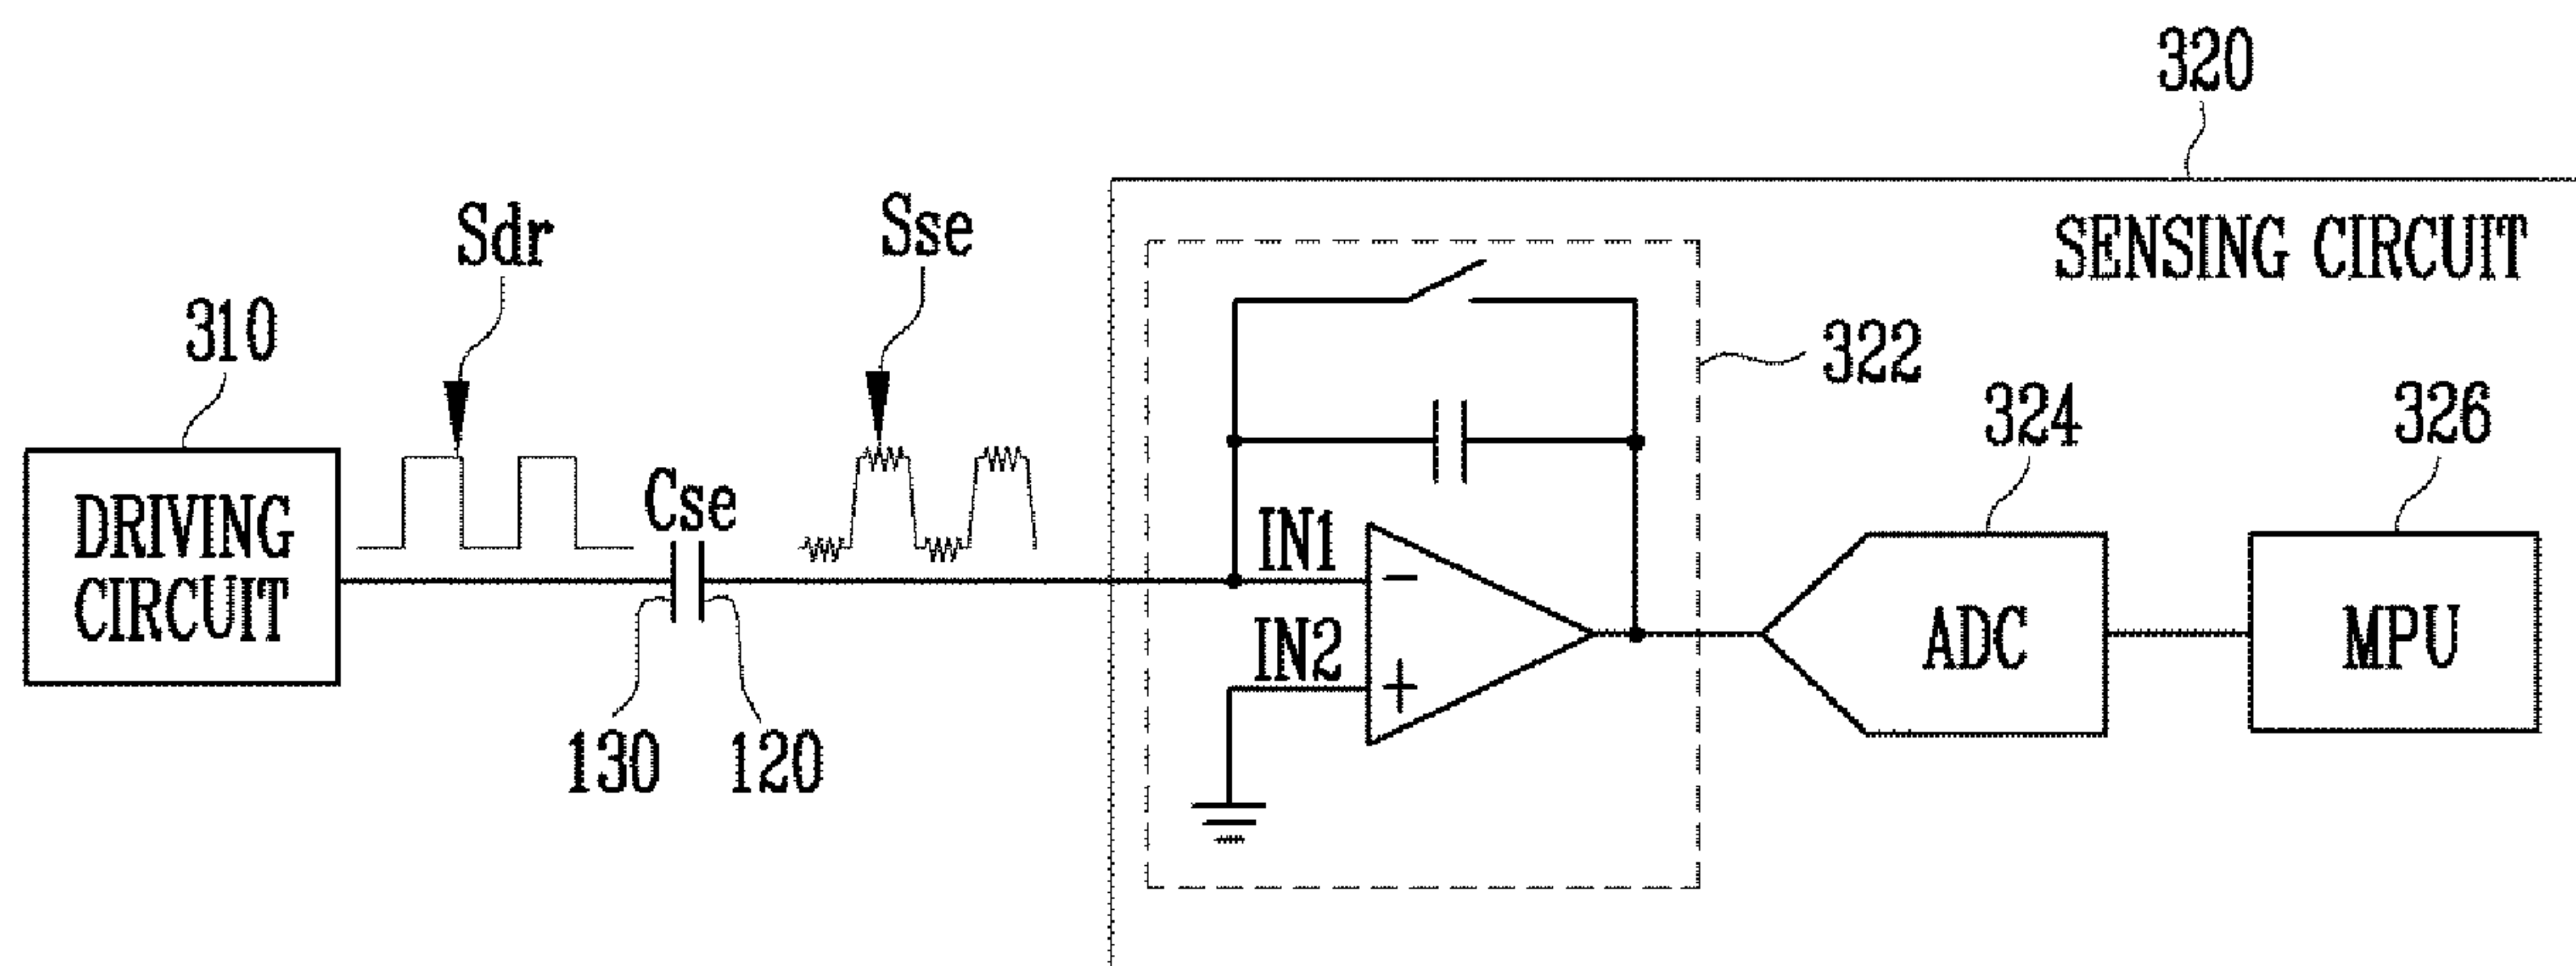 320
SENSING CIRCUIT
Sdr
Sse
310
322
324
326
DRIVING
CIRCUIT
Cse
IN1
−
IN2
+
ADC
MPU
130
120